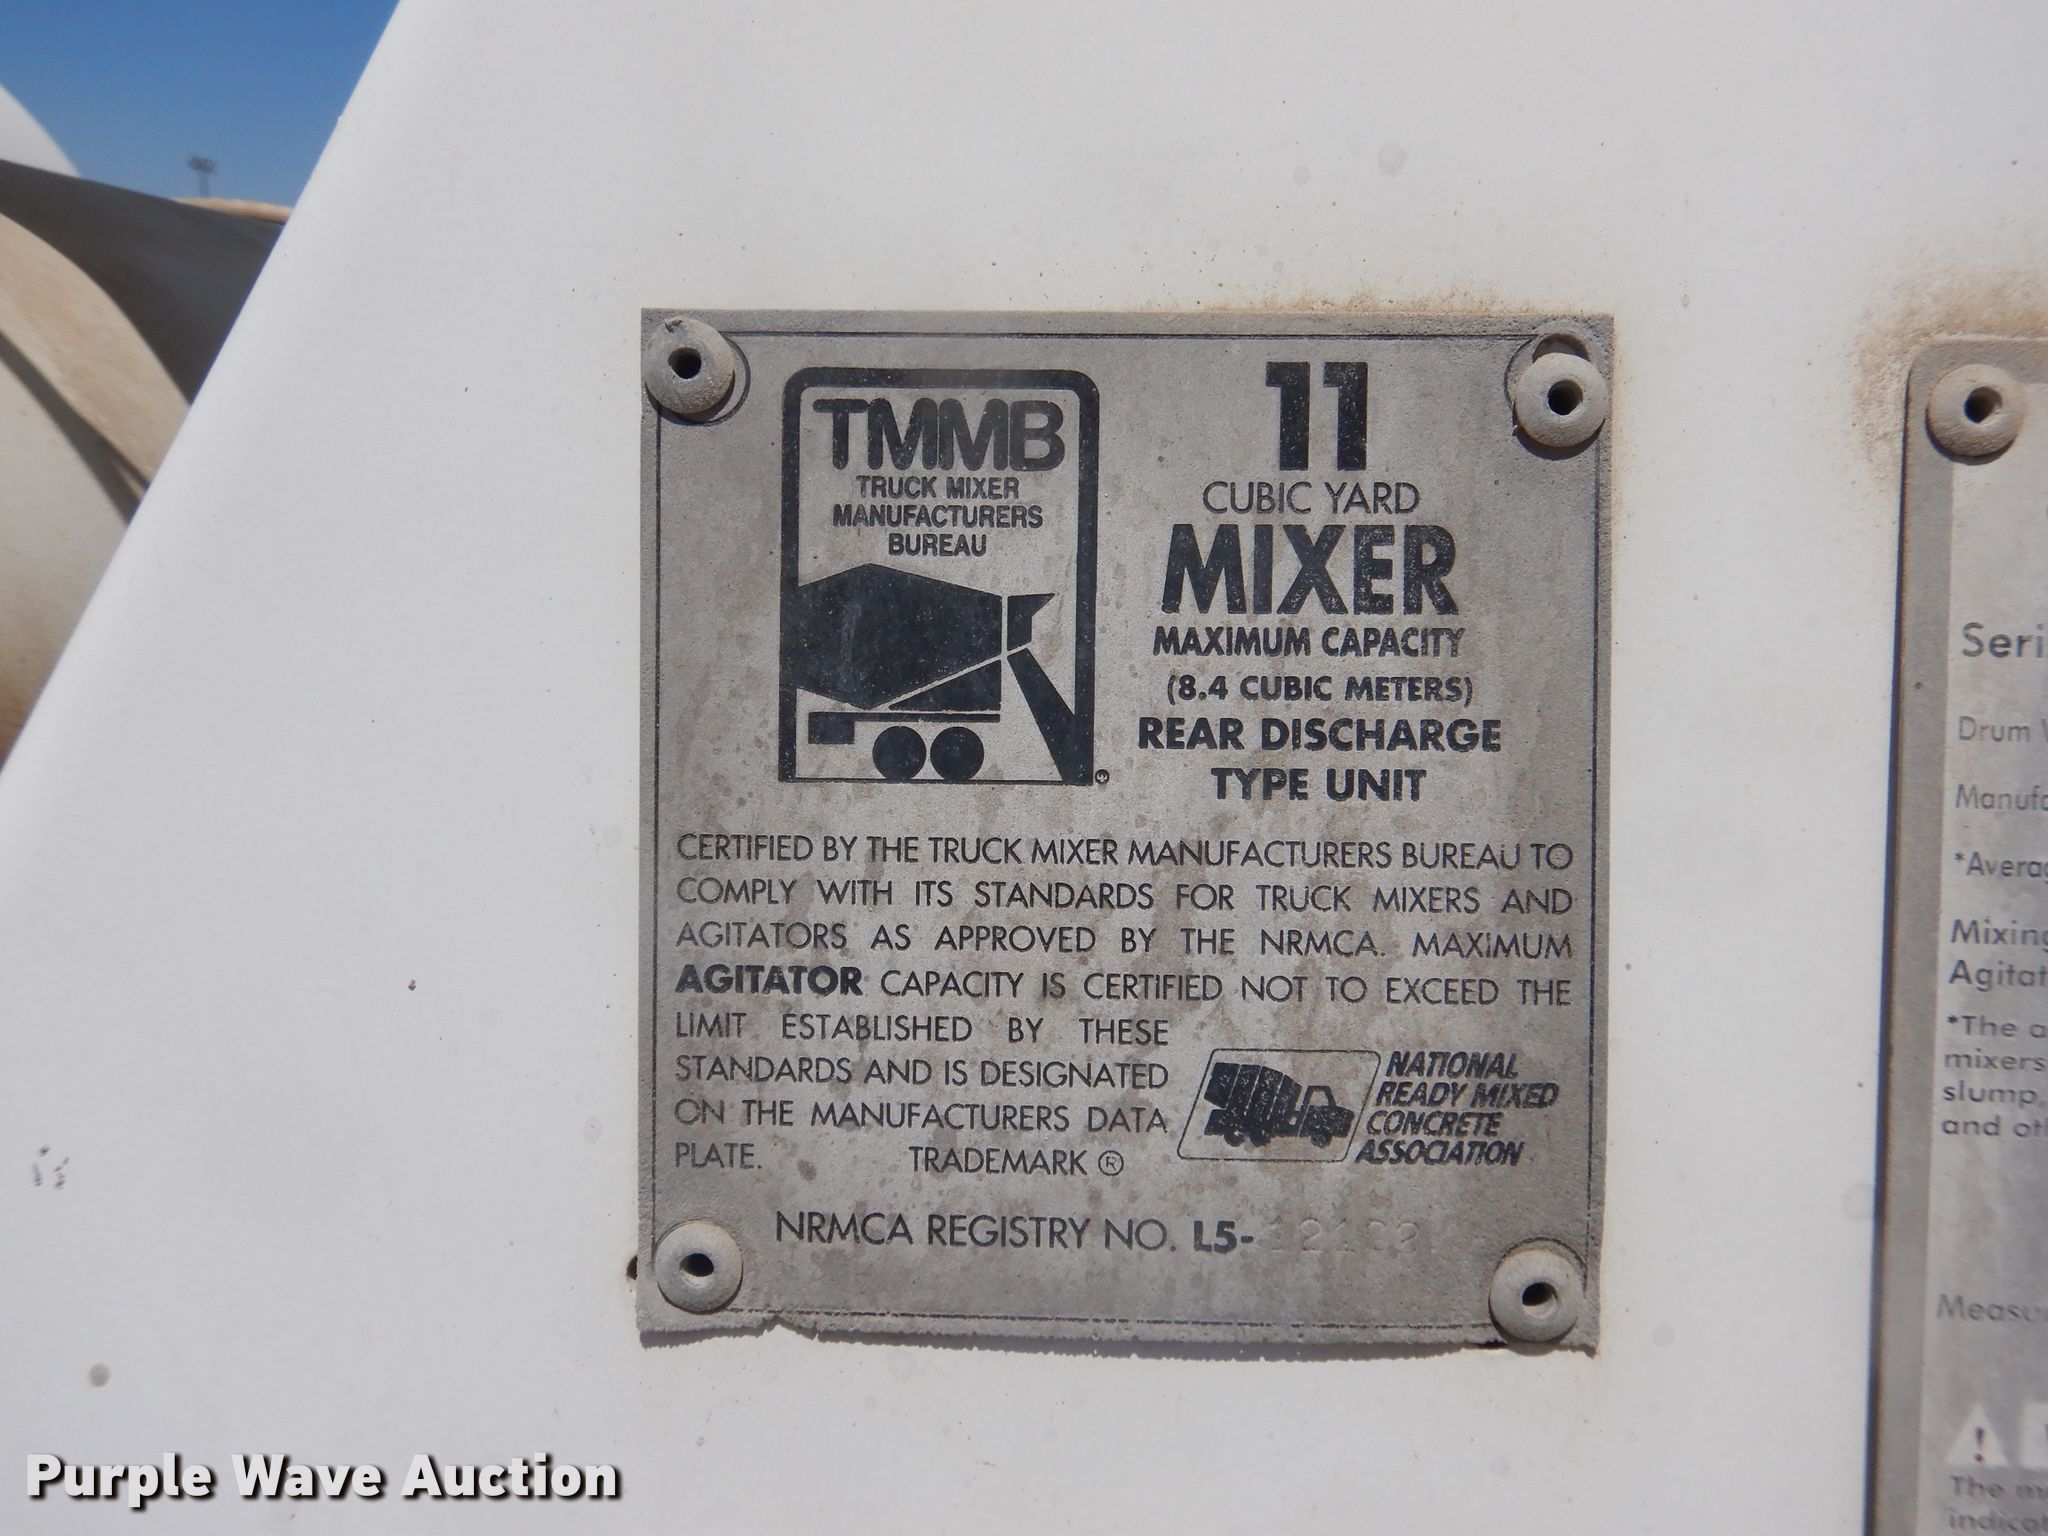 TMMB
TRUCK MIXER
MANUFACTURERS
BUREAU
11
CUBIC YARD
MIXER
MAXIMUM CAPACITY
(8.4 CUBIC METERS)
REAR DISCHARGE
TYPE UNIT
CERTIFIED BY THE TRUCK MIXER MANUFACTURERS BUREAU TO
COMPLY WITH ITS STANDARDS FOR TRUCK MIXERS AND
AGITATORS AS APPROVED BY THE NRMCA. MAXIMUM
AGITATOR CAPACITY IS CERTIFIED NOT TO EXCEED THE
LIMIT ESTABLISHED BY THESE
STANDARDS AND IS DESIGNATED
ON THE MANUFACTURERS DATA
PLATE. TRADEMARK ®
NATIONAL
READY MIXED
CONCRETE
ASSOCIATION
NRMCA REGISTRY NO. L5-
Seri
Drum
Manufa
*Averag
Mixing
Agitat
*The a
mixers
slump,
and ot
Measu
The m
indicat
Purple Wave Auction